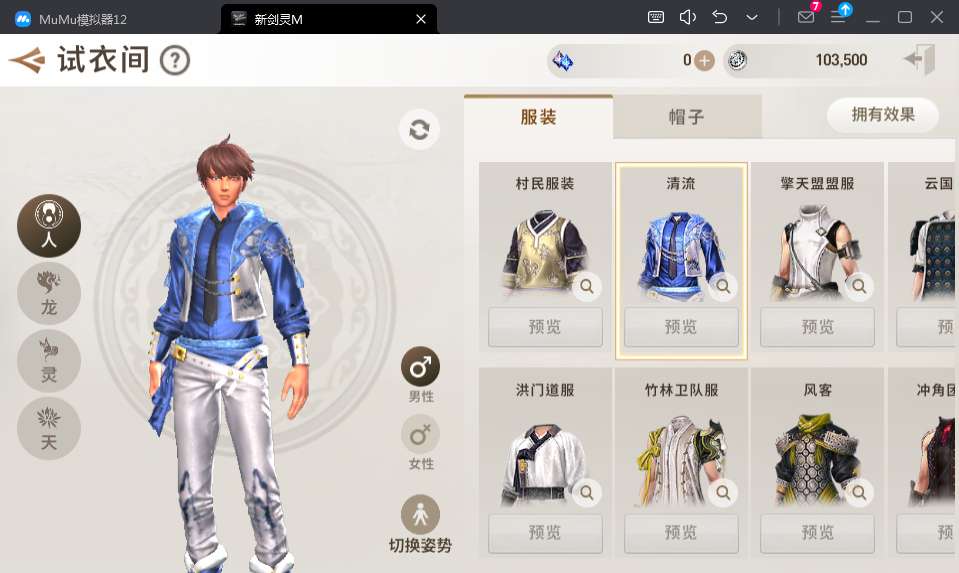 MuMu模拟器12
新剑灵M
7
试衣间
?
0
103,500
服装
帽子
拥有效果
人
龙
灵
天
男性
女性
切换姿势
村民服装
清流
擎天盟盟服
云国
预览
预览
预览
预
洪门道服
竹林卫队服
风客
冲角团
预览
预览
预览
预